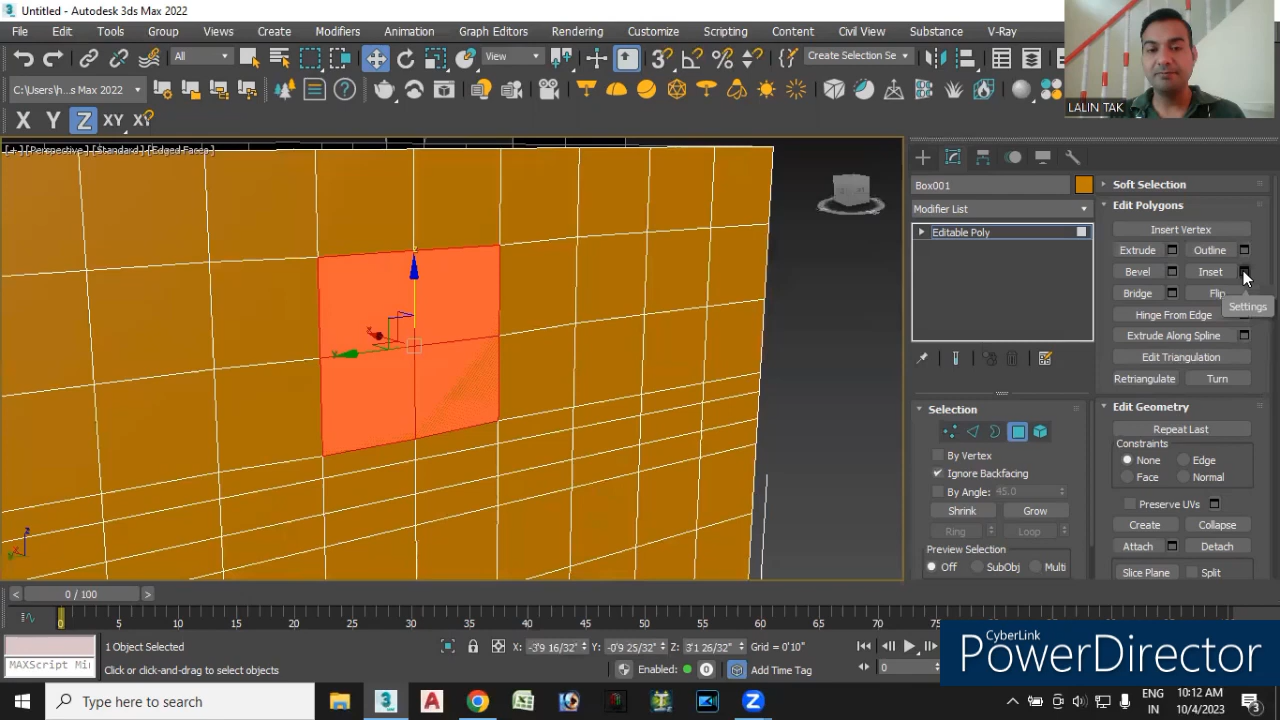 Untitled - Autodesk 3ds Max 2022
File Edit Tools Group Views Create Modifiers Animation Graph Editors Rendering Customize Scripting Content Civil View Substance V-Ray
All View Create Selection Se
C:\Users\h...s Max 2022
X Y Z XY
LALIN TAK
[+] [Perspective] [Standard] [Edged Faces]
Box001
Modifier List
Editable Poly
Soft Selection
Edit Polygons
Insert Vertex
Extrude Outline
Bevel Inset
Bridge Flip
Settings
Hinge From Edge
Extrude Along Spline
Edit Triangulation
Retriangulate Turn
Selection
By Vertex
Ignore Backfacing
By Angle: 45.0
Shrink Grow
Ring Loop
Preview Selection
Off SubObj Multi
Edit Geometry
Repeat Last
Constraints
None Edge
Face Normal
Preserve UVs
Create Collapse
Attach Detach
Slice Plane Split
0 / 100
0 5 10 15 20 25 30 35 40 45 50 55 60 65 70 75
1 Object Selected X: -3'9 16/32" Y: -0'9 25/32" Z: 3'1 26/32" Grid = 0'10"
MAXScript Mi Click or click-and-drag to select objects Enabled: 0 Add Time Tag 0
CyberLink
PowerDirector
Type here to search
ENG
IN
10:12 AM
10/4/2023
3